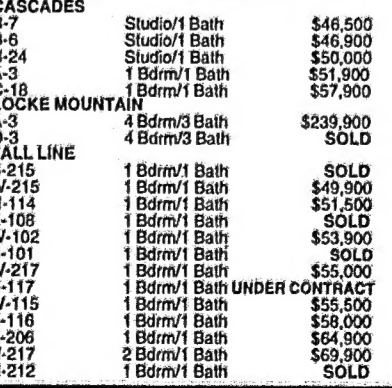 CASCADES
-7 Studio/1 Bath $46,500
-6 Studio/1 Bath $46,900
-24 Studio/1 Bath $50,000
A-3 1 Bdrm/1 Bath $51,900
C-18 1 Bdrm/1 Bath $57,900
LOCKE MOUNTAIN
A-3 4 Bdrm/3 Bath $239,900
-3 4 Bdrm/3 Bath SOLD
FALL LINE
-215 1 Bdrm/1 Bath SOLD
-215 1 Bdrm/1 Bath $49,900
-114 1 Bdrm/1 Bath $51,500
-108 1 Bdrm/1 Bath SOLD
-102 1 Bdrm/1 Bath $53,900
-101 1 Bdrm/1 Bath SOLD
-217 1 Bdrm/1 Bath $55,000
-117 1 Bdrm/1 Bath UNDER CONTRACT
-115 1 Bdrm/1 Bath $55,500
-116 1 Bdrm/1 Bath $58,000
-206 1 Bdrm/1 Bath $64,900
-217 2 Bdrm/1 Bath $69,900
-212 1 Bdrm/1 Bath SOLD